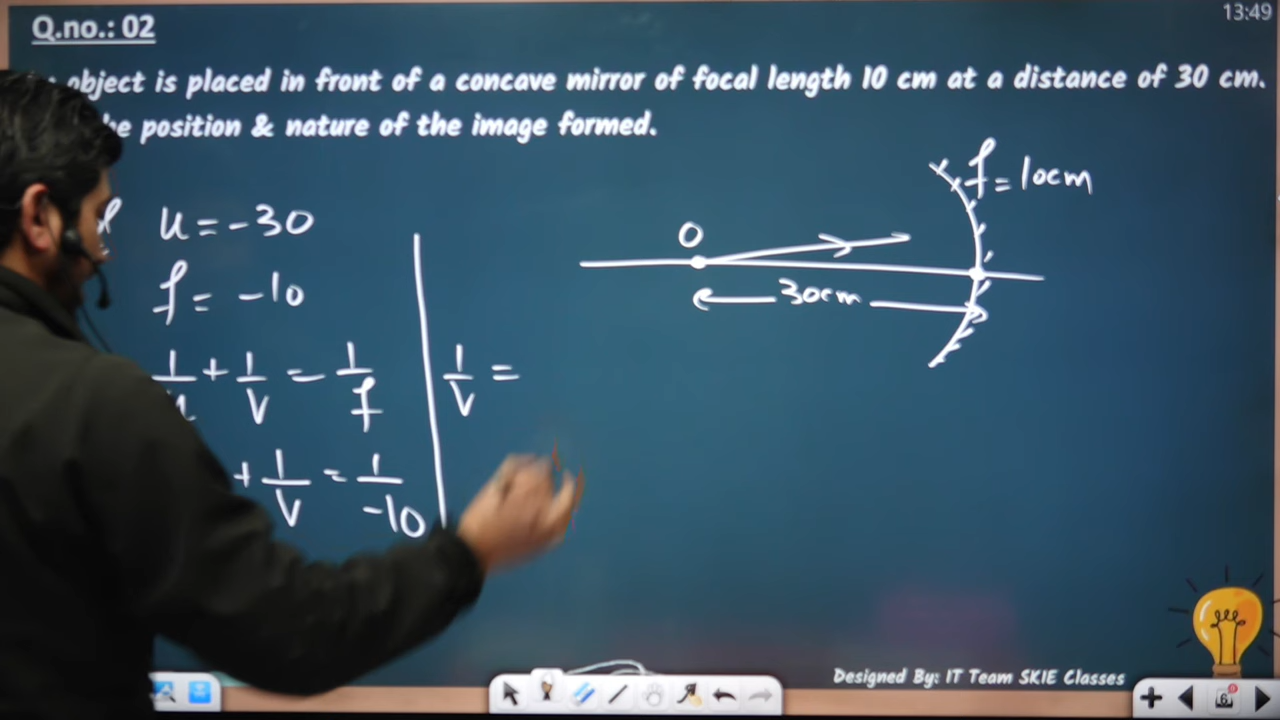 13:49
Q.no.: 02
object is placed in front of a concave mirror of focal length 10 cm at a distance of 30 cm.
position & nature of the image formed.
f = 10cm
u = -30
O
f = -10
30cm
1/u + 1/v = 1/f
1/v =
+ 1/v = 1/-10
Designed By: IT Team SKIE Classes
6